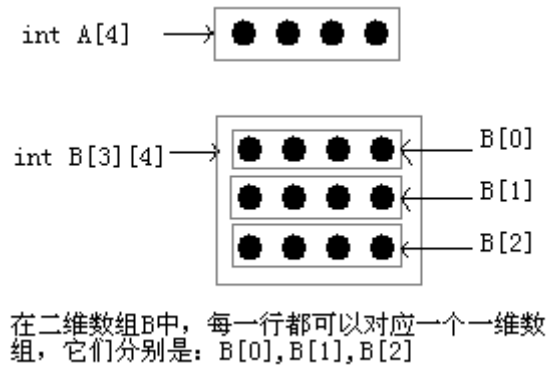 int A[4]
int B[3][4]
B[0]
B[1]
B[2]
在二维数组B中，每一行都可以对应一个一维数
组，它们分别是：B[0],B[1],B[2]